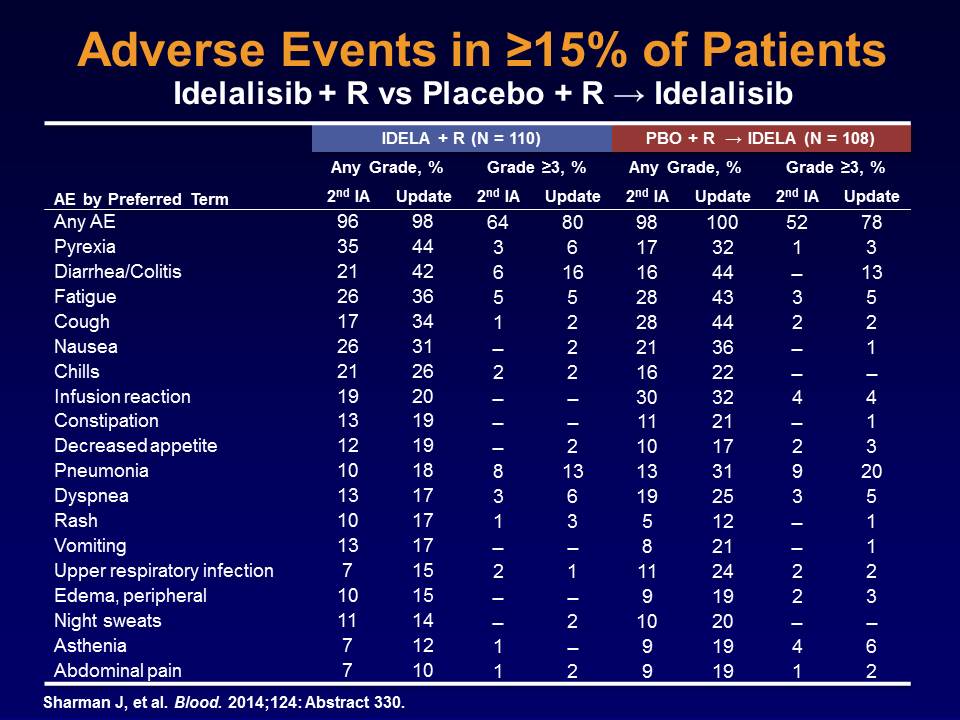 Adverse Events in ≥15% of Patients
Idelalisib + R vs Placebo + R → Idelalisib
IDELA + R (N = 110) PBO + R → IDELA (N = 108)
Any Grade, % Grade ≥3, % Any Grade, % Grade ≥3, %
AE by Preferred Term 2nd IA Update 2nd IA Update 2nd IA Update 2nd IA Update
Any AE 96 98 64 80 98 100 52 78
Pyrexia 35 44 3 6 17 32 1 3
Diarrhea/Colitis 21 42 6 16 16 44 – 13
Fatigue 26 36 5 5 28 43 3 5
Cough 17 34 1 2 28 44 2 2
Nausea 26 31 – 2 21 36 – 1
Chills 21 26 2 2 16 22 – –
Infusion reaction 19 20 – – 30 32 4 4
Constipation 13 19 – – 11 21 – 1
Decreased appetite 12 19 – 2 10 17 2 3
Pneumonia 10 18 8 13 13 31 9 20
Dyspnea 13 17 3 6 19 25 3 5
Rash 10 17 1 3 5 12 – 1
Vomiting 13 17 – – 8 21 – 1
Upper respiratory infection 7 15 2 1 11 24 2 2
Edema, peripheral 10 15 – – 9 19 2 3
Night sweats 11 14 – 2 10 20 – –
Asthenia 7 12 1 – 9 19 4 6
Abdominal pain 7 10 1 2 9 19 1 2
Sharman J, et al. Blood. 2014;124: Abstract 330.